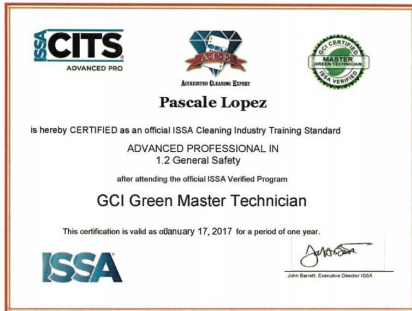 ISSA CITS
ADVANCED PRO
ACE
ACCREDITED CLEANING EXPERT
GCI CERTIFIED
MASTER
GREEN TECHNICIAN
ISSA VERIFIED
Pascale Lopez
is hereby CERTIFIED as an official ISSA Cleaning Industry Training Standard
ADVANCED PROFESSIONAL IN
1.2 General Safety
after attending the official ISSA Verified Program
GCI Green Master Technician
This certification is valid as ofJanuary 17, 2017 for a period of one year.
ISSA
John Barrett, Executive Director ISSA